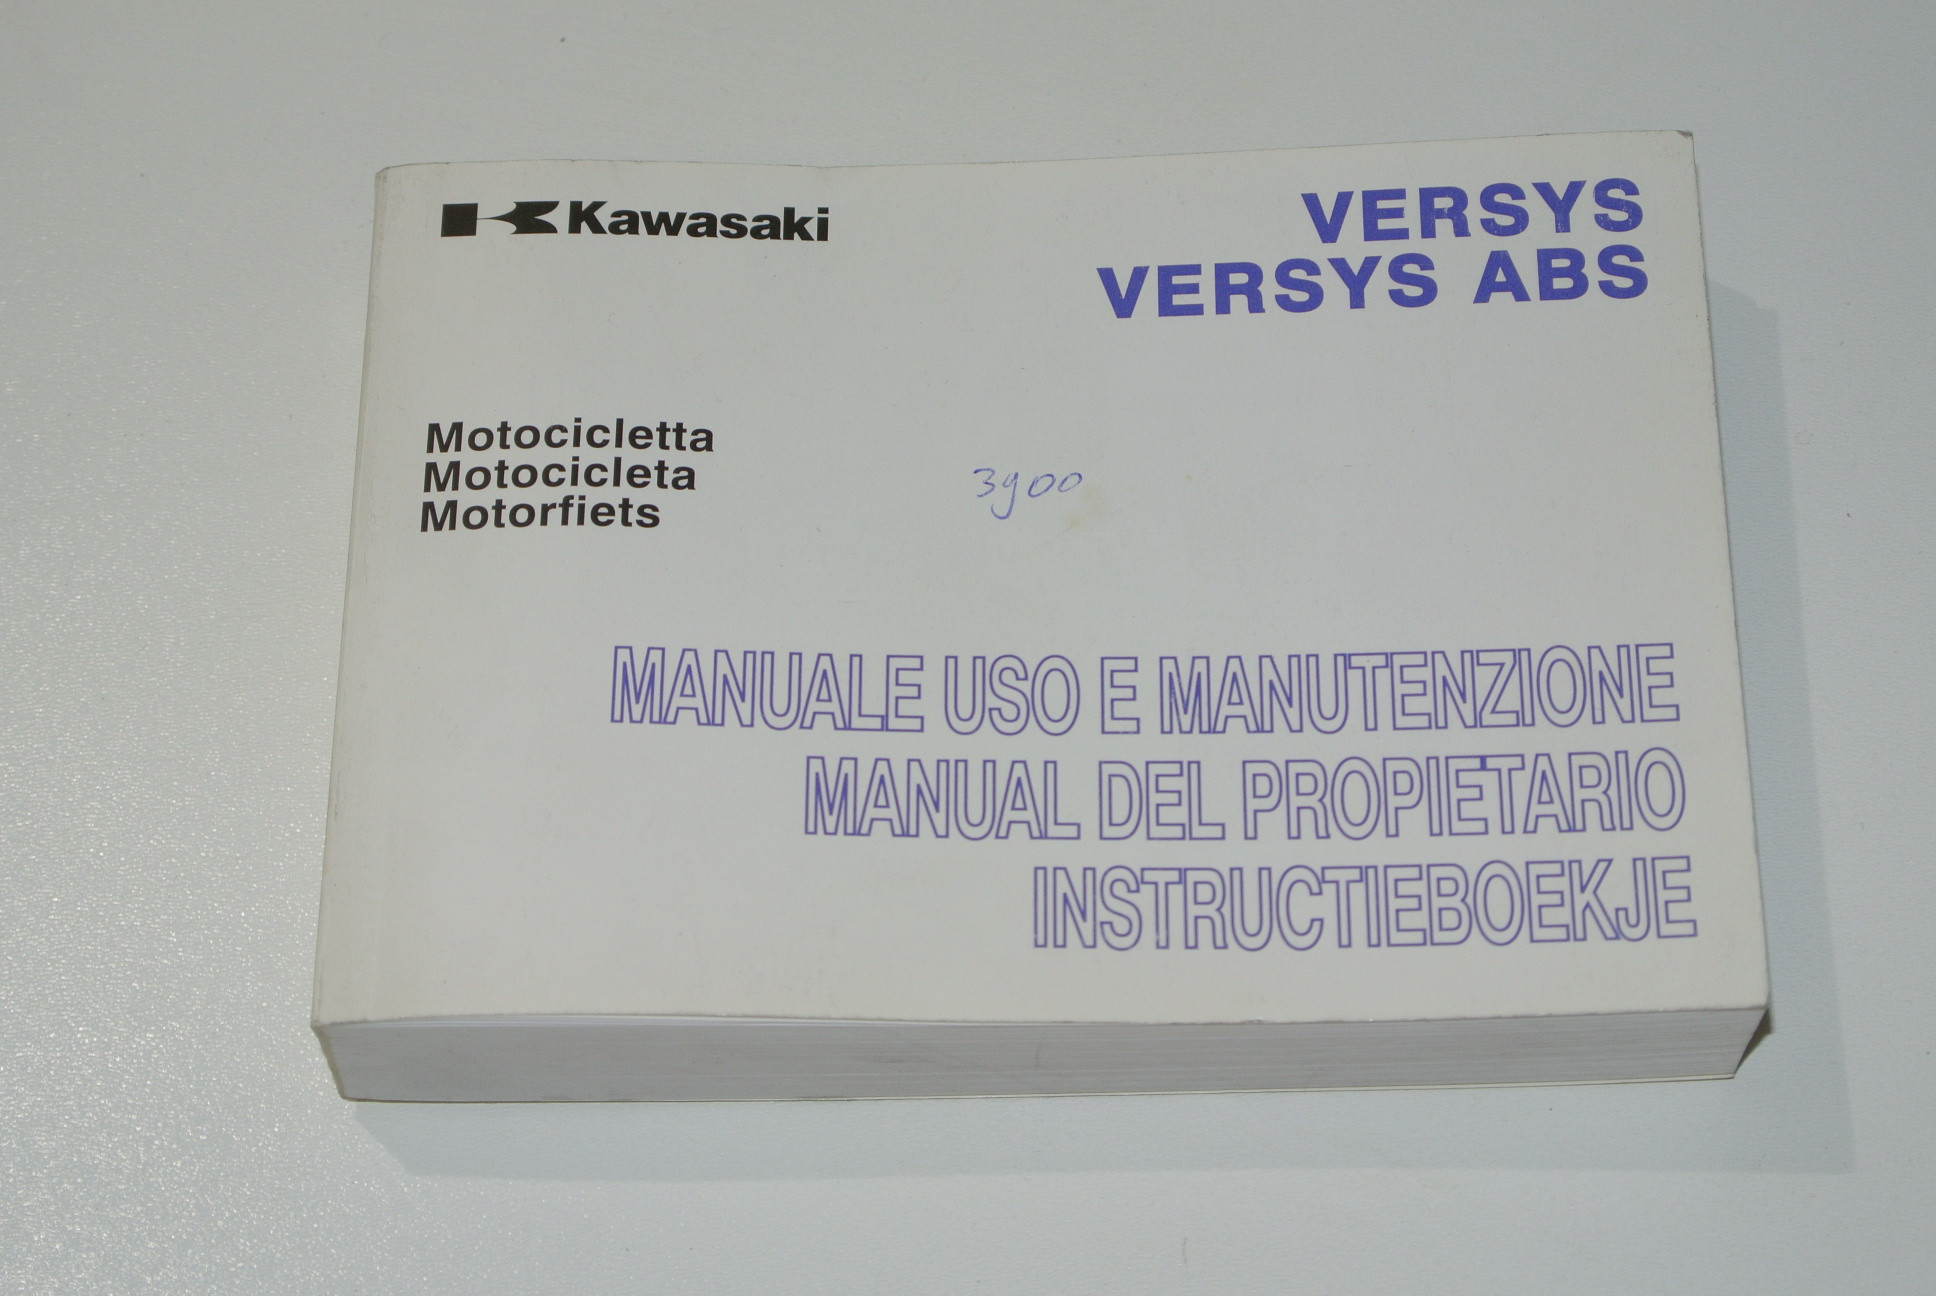 Kawasaki
VERSYS
VERSYS ABS
Motocicletta
Motocicleta
Motorfiets
3900
MANUALE USO E MANUTENZIONE
MANUAL DEL PROPIETARIO
INSTRUCTIEBOEKJE